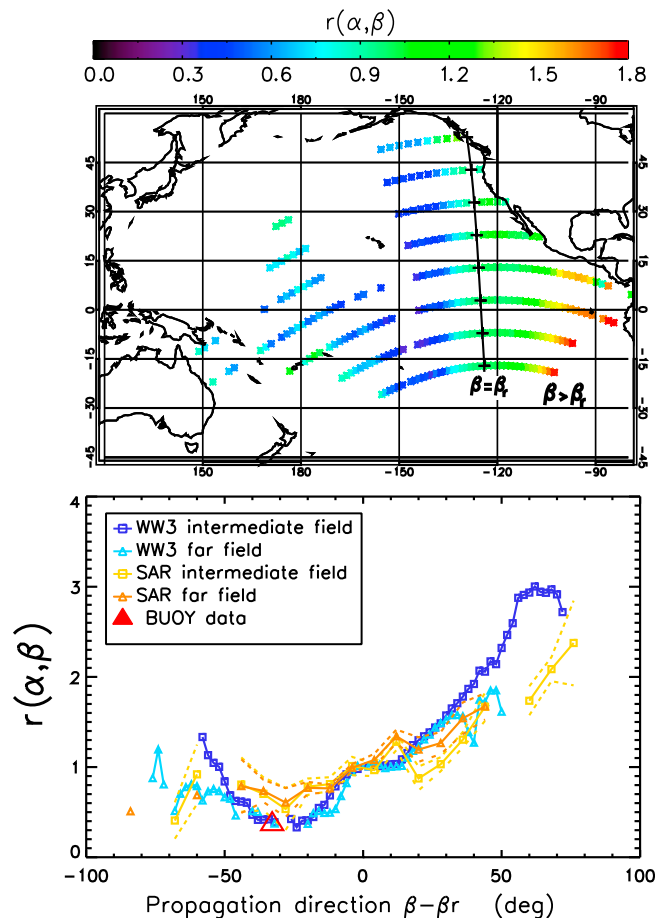 r(α,β)
0.0 0.3 0.6 0.9 1.2 1.5 1.8
150 180 -150 -120 -90
45 45
30 30
15 15
0 0
-15 -15
-30 -30
-45 -45
β=βr β>βr
150 180 -150 -120 -90
4
3
2
1
0
r(α,β)
WW3 intermediate field
WW3 far field
SAR intermediate field
SAR far field
BUOY data
-100 -50 0 50 100
Propagation direction β-βr (deg)